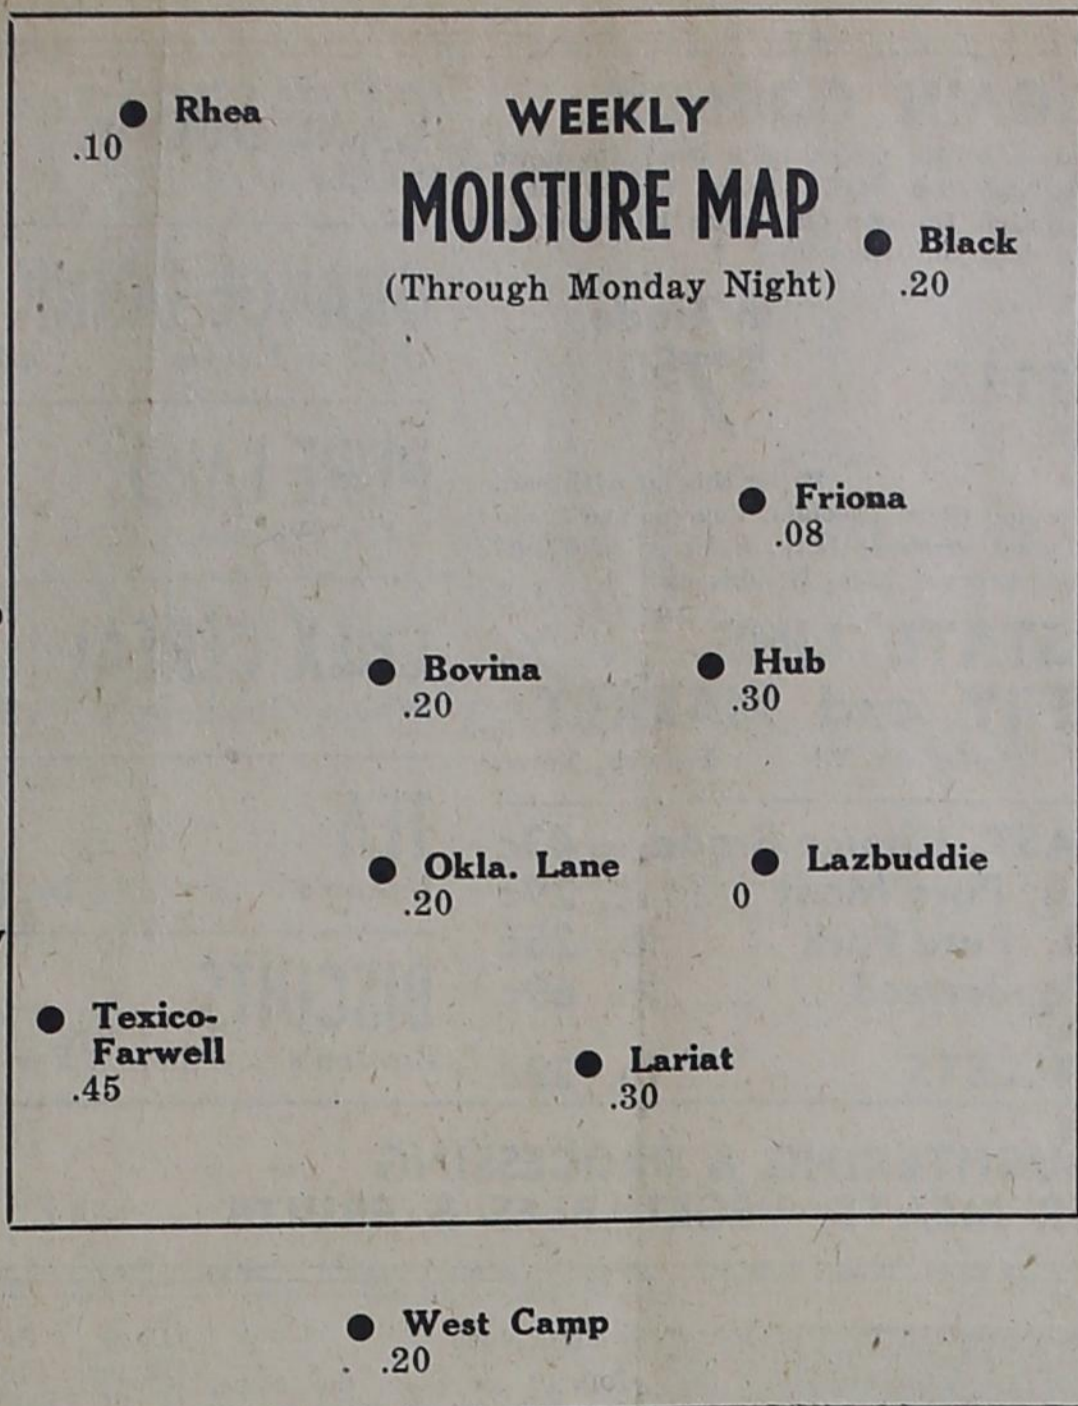 Rhea
.10
WEEKLY
MOISTURE MAP
(Through Monday Night)
Black
.20
Friona
.08
Bovina
.20
Hub
.30
Okla. Lane
.20
Lazbuddie
0
Texico-
Farwell
.45
Lariat
.30
West Camp
.20